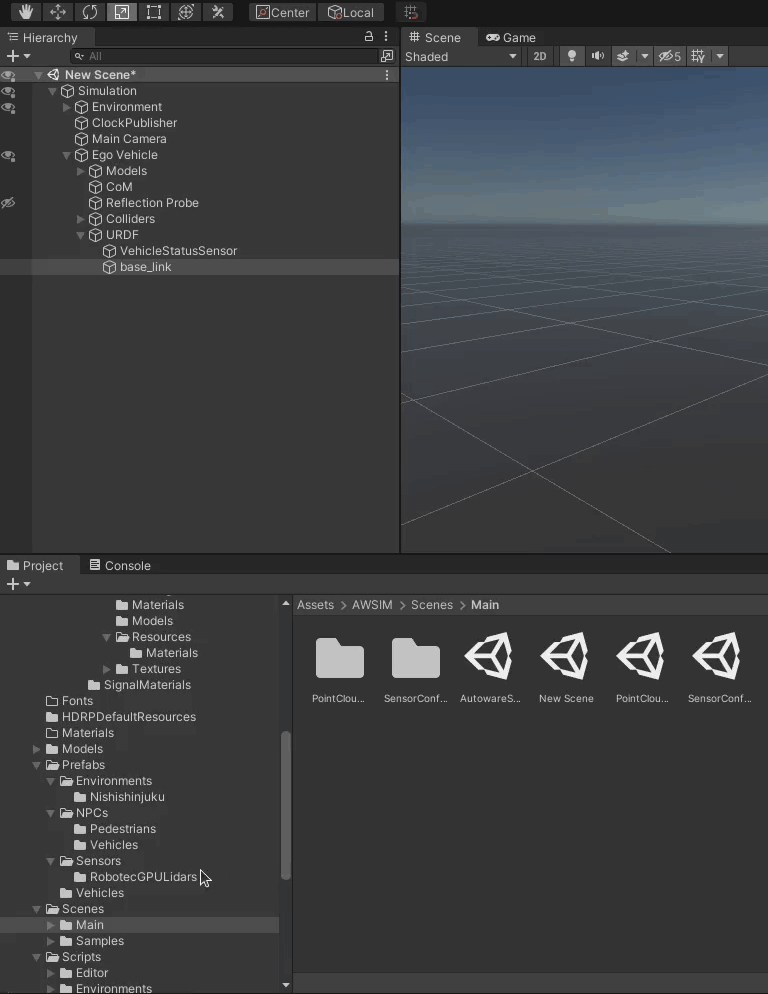 Center
Local
Hierarchy
All
New Scene*
Simulation
Environment
ClockPublisher
Main Camera
Ego Vehicle
Models
CoM
Reflection Probe
Colliders
URDF
VehicleStatusSensor
base_link
Scene
Game
Shaded
2D
5
Project
Console
Materials
Models
Resources
Materials
Textures
SignalMaterials
Fonts
HDRPDefaultResources
Materials
Models
Prefabs
Environments
Nishishinjuku
NPCs
Pedestrians
Vehicles
Sensors
RobotecGPULidars
Vehicles
Scenes
Main
Samples
Scripts
Editor
Environments
Assets > AWSIM > Scenes > Main
PointClou...
SensorConf...
AutowareS...
New Scene
PointClou...
SensorConf...